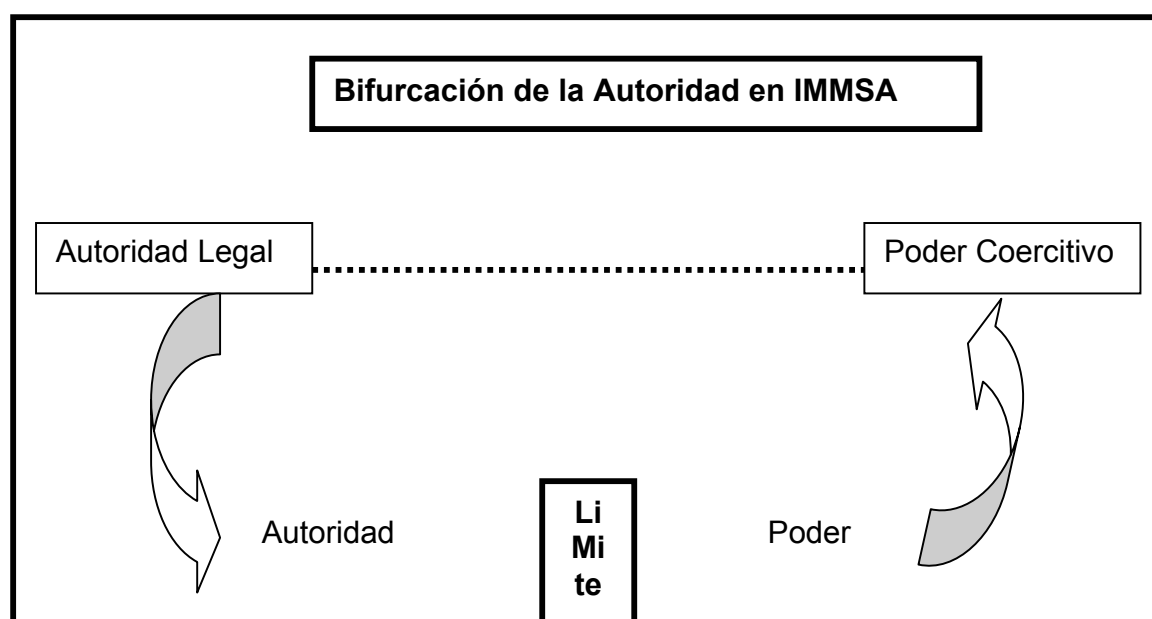 Bifurcación de la Autoridad en IMMSA
Autoridad Legal
Poder Coercitivo
Autoridad
Li
Mi
te
Poder